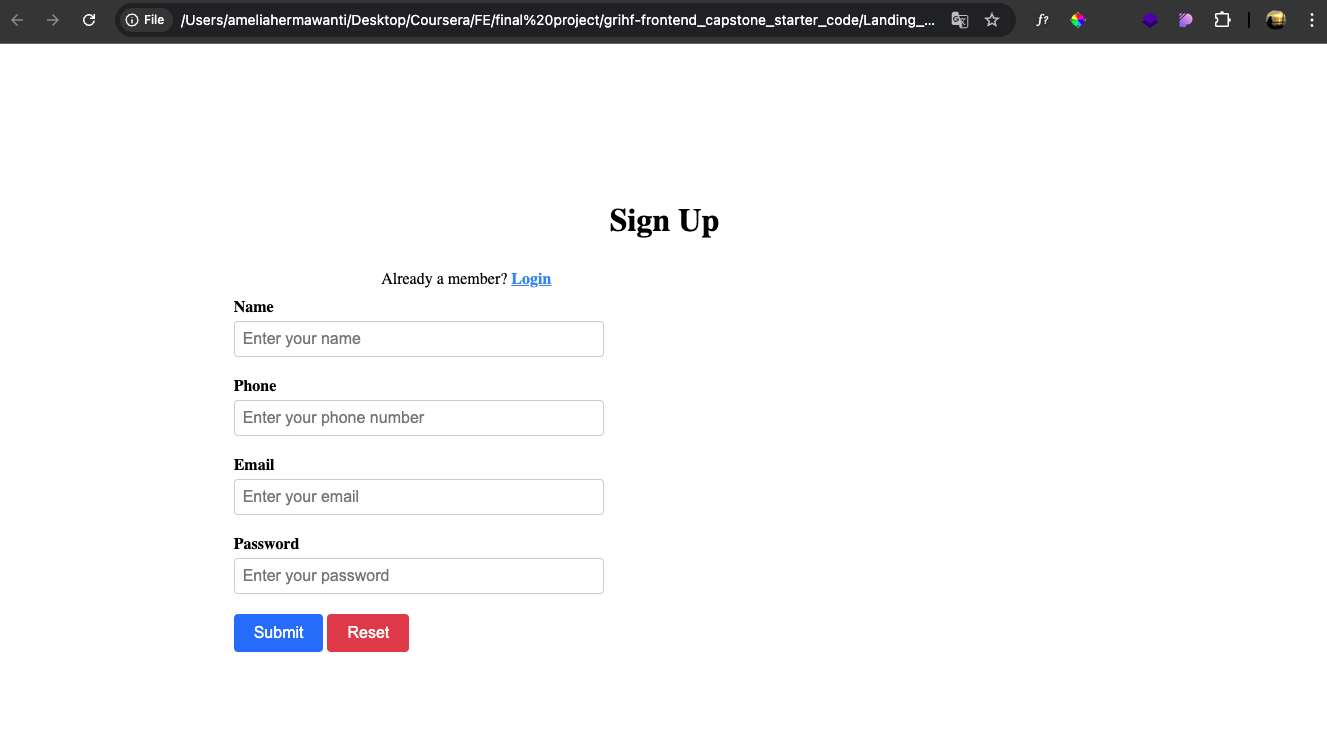 File /Users/ameliahermawanti/Desktop/Coursera/FE/final%20project/grihf-frontend_capstone_starter_code/Landing_...
f?
Sign Up
Already a member? Login
Name
Enter your name
Phone
Enter your phone number
Email
Enter your email
Password
Enter your password
Submit Reset